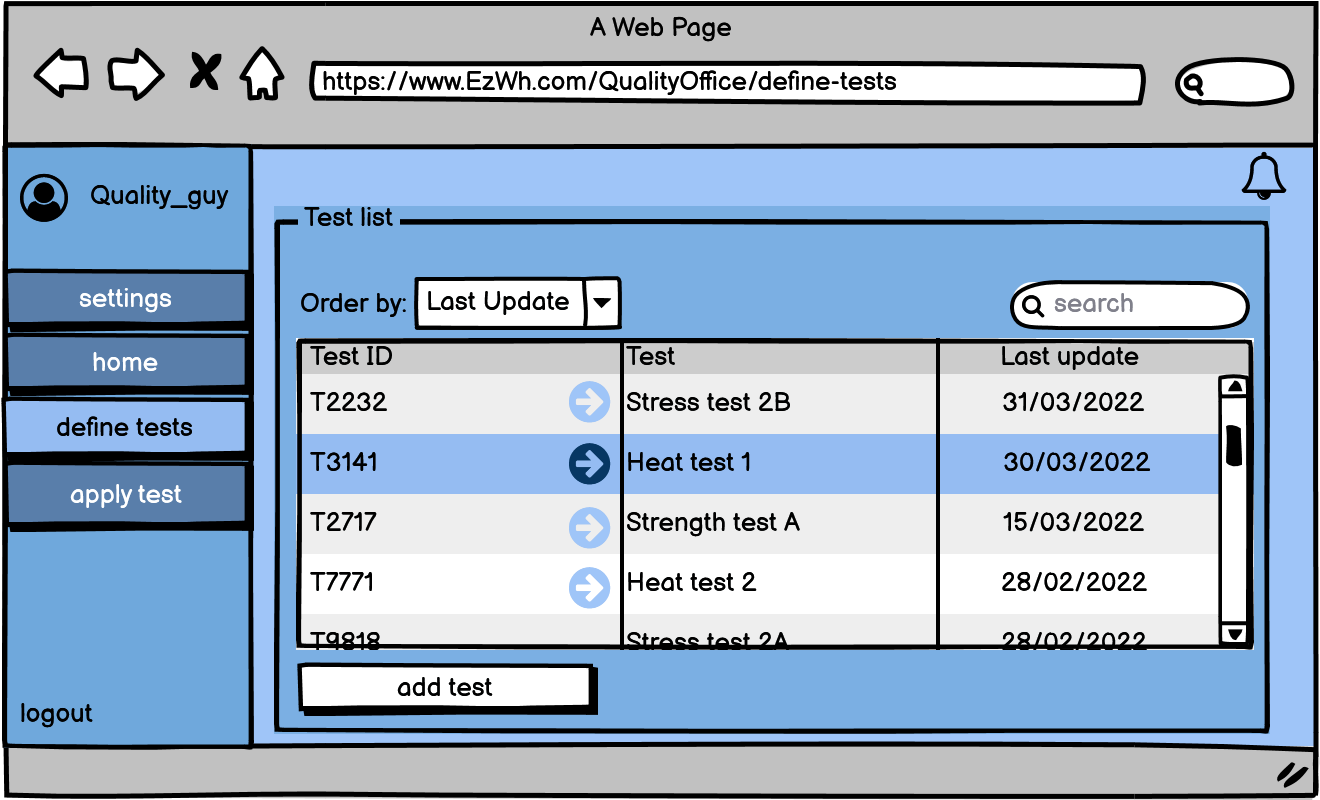 A Web Page
https://www.EzWh.com/QualityOffice/define-tests
Quality_guy
settings
home
define tests
apply test
logout
Test list
Order by: Last Update
search
Test ID Test Last update
T2232 Stress test 2B 31/03/2022
T3141 Heat test 1 30/03/2022
T2717 Strength test A 15/03/2022
T7771 Heat test 2 28/02/2022
T9818 Stress test 2A 28/02/2022
add test